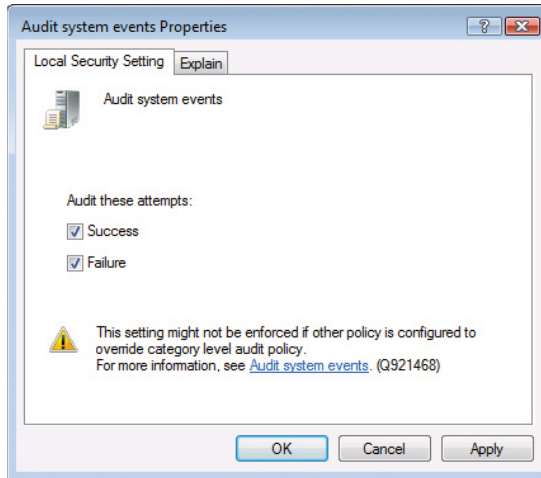 Audit system events Properties
Local Security Setting
Explain
Audit system events
Audit these attempts:
Success
Failure
This setting might not be enforced if other policy is configured to
override category level audit policy.
For more information, see Audit system events. (Q921468)
OK
Cancel
Apply